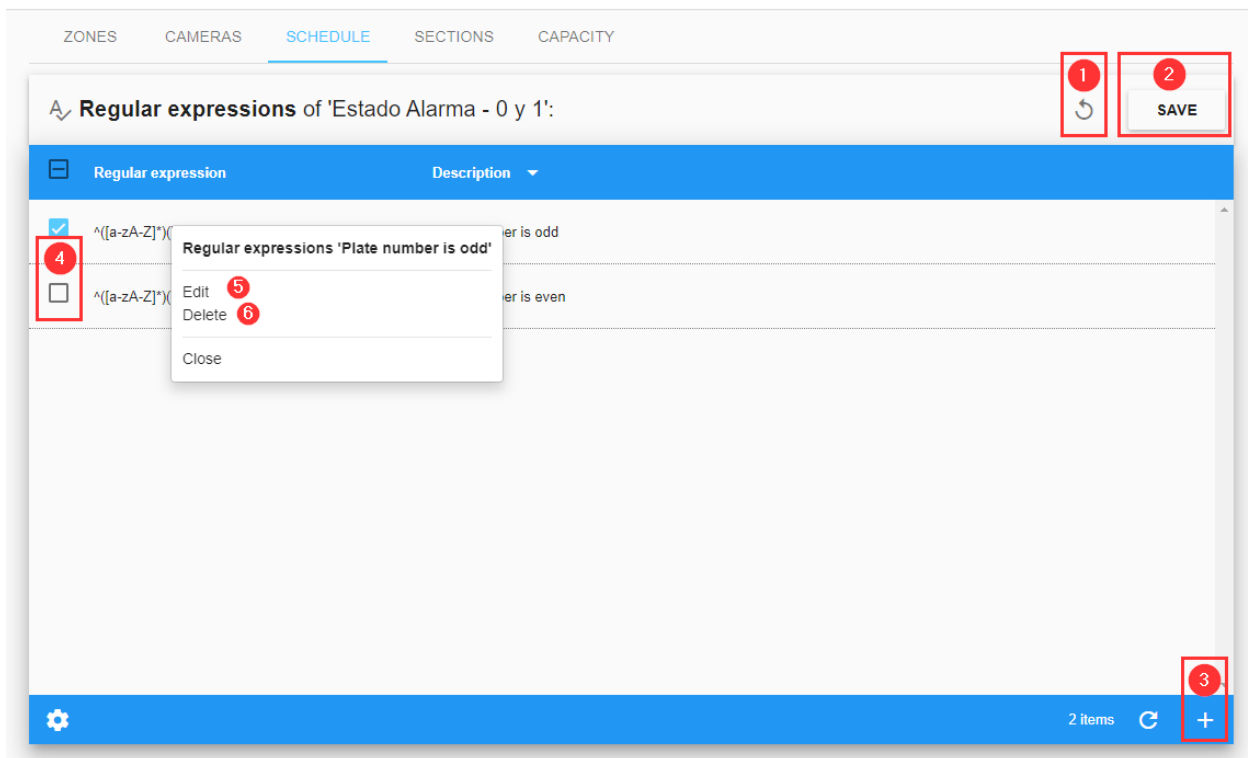 ZONES CAMERAS SCHEDULE SECTIONS CAPACITY
1 2
Regular expressions of 'Estado Alarma - 0 y 1': SAVE
Regular expression Description
^([a-zA-Z]*)( er is odd
Regular expressions 'Plate number is odd'
4
^([a-zA-Z]*)( Edit 5 er is even
Delete 6
Close
3
2 items